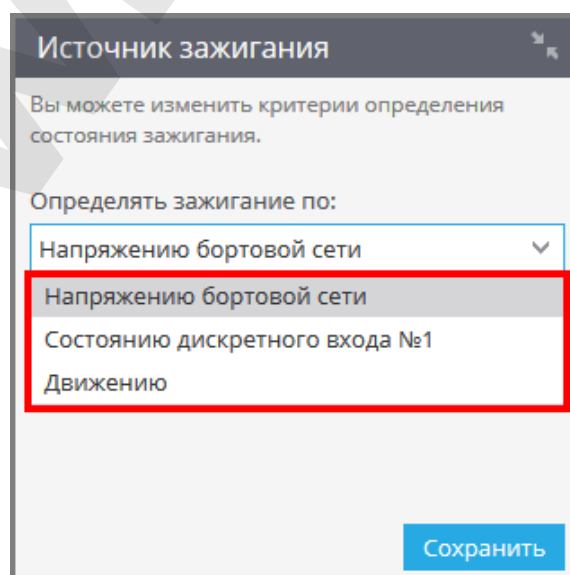 Источник зажигания
Вы можете изменить критерии определения
состояния зажигания.
Определять зажигание по:
Напряжению бортовой сети
Напряжению бортовой сети
Состоянию дискретного входа №1
Движению
Сохранить